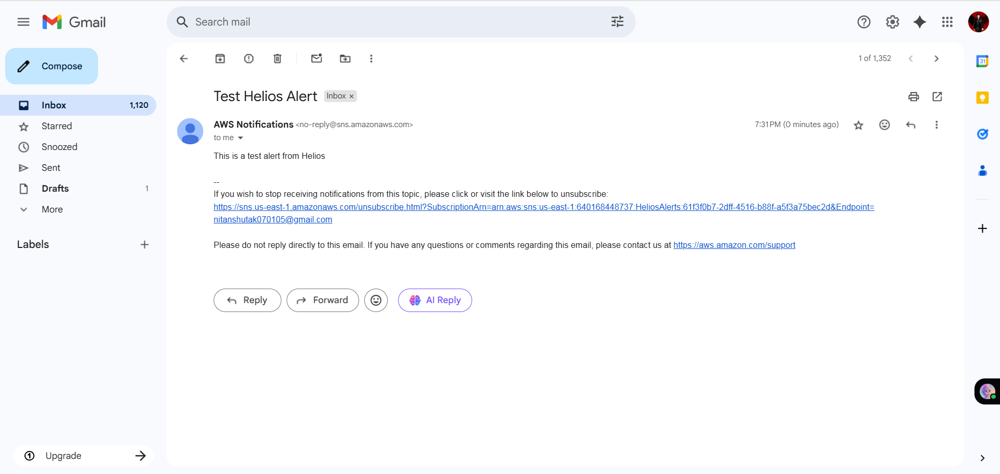 Gmail
Search mail
Compose
1 of 1,352
31
Inbox 1,120
Starred
Snoozed
Sent
Drafts 1
More
Labels
Test Helios Alert Inbox ×
AWS Notifications <no-reply@sns.amazonaws.com> 7:31 PM (0 minutes ago)
to me
This is a test alert from Helios
--
If you wish to stop receiving notifications from this topic, please click or visit the link below to unsubscribe:
https://sns.us-east-1.amazonaws.com/unsubscribe.html?SubscriptionArn=arn:aws:sns:us-east-1:640168448737:HeliosAlerts:61f3f0b7-2dff-4516-b88f-a5f3a75bec2d&Endpoint=
nitanshutak070105@gmail.com
Please do not reply directly to this email. If you have any questions or comments regarding this email, please contact us at https://aws.amazon.com/support
Reply Forward AI Reply
Upgrade